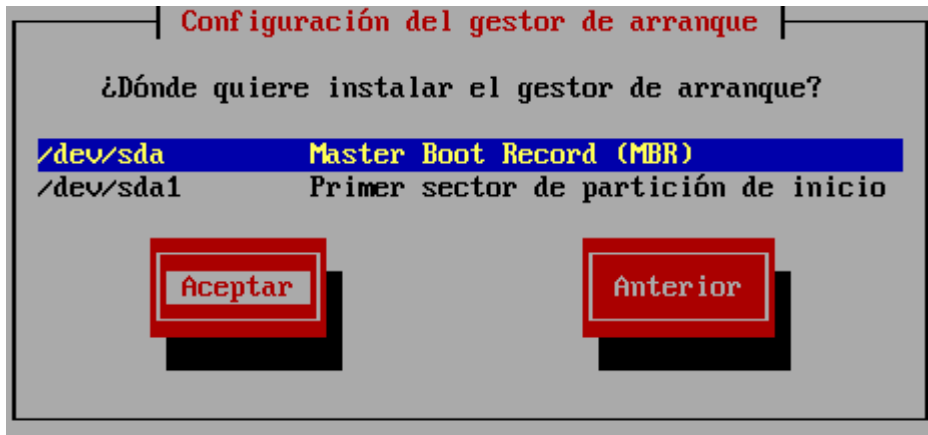 Configuración del gestor de arranque
¿Dónde quiere instalar el gestor de arranque?
/dev/sda Master Boot Record (MBR)
/dev/sda1 Primer sector de partición de inicio
Aceptar Anterior